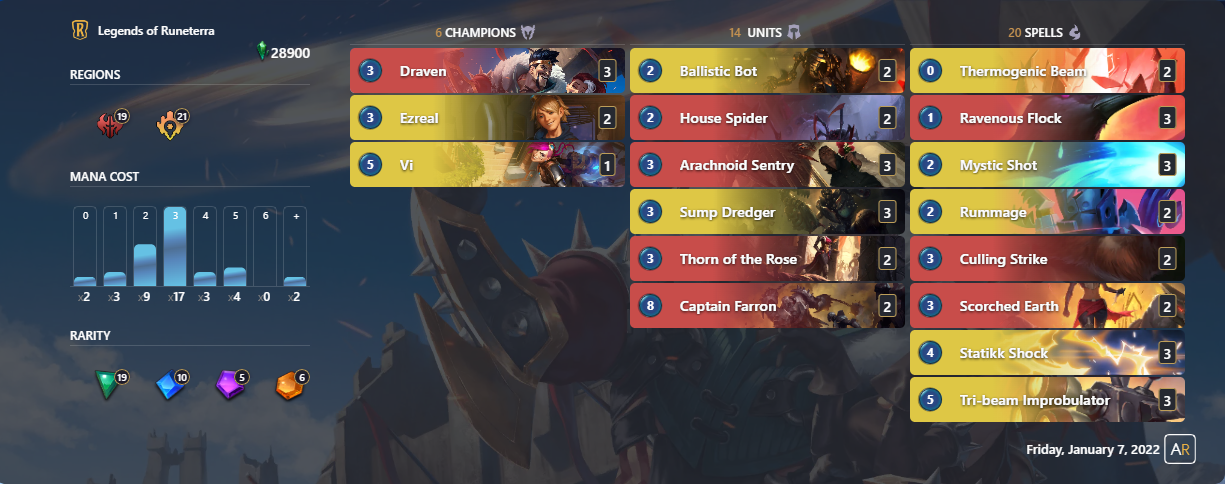 Legends of Runeterra
28900
REGIONS
19
21
MANA COST
0 1 2 3 4 5 6 +
x2 x3 x9 x17 x3 x4 x0 x2
RARITY
19
10
5
6
6 CHAMPIONS
3 Draven 3
3 Ezreal 2
5 Vi 1
14 UNITS
2 Ballistic Bot 2
2 House Spider 2
3 Arachnoid Sentry 2
3 Sump Dredger 3
3 Thorn of the Rose 2
8 Captain Farron 2
20 SPELLS
0 Thermogenic Beam 2
1 Ravenous Flock 3
2 Mystic Shot 3
2 Rummage 2
3 Culling Strike 2
3 Scorched Earth 2
4 Statikk Shock 3
5 Tri-beam Improbulator 3
Friday, January 7, 2022 AR